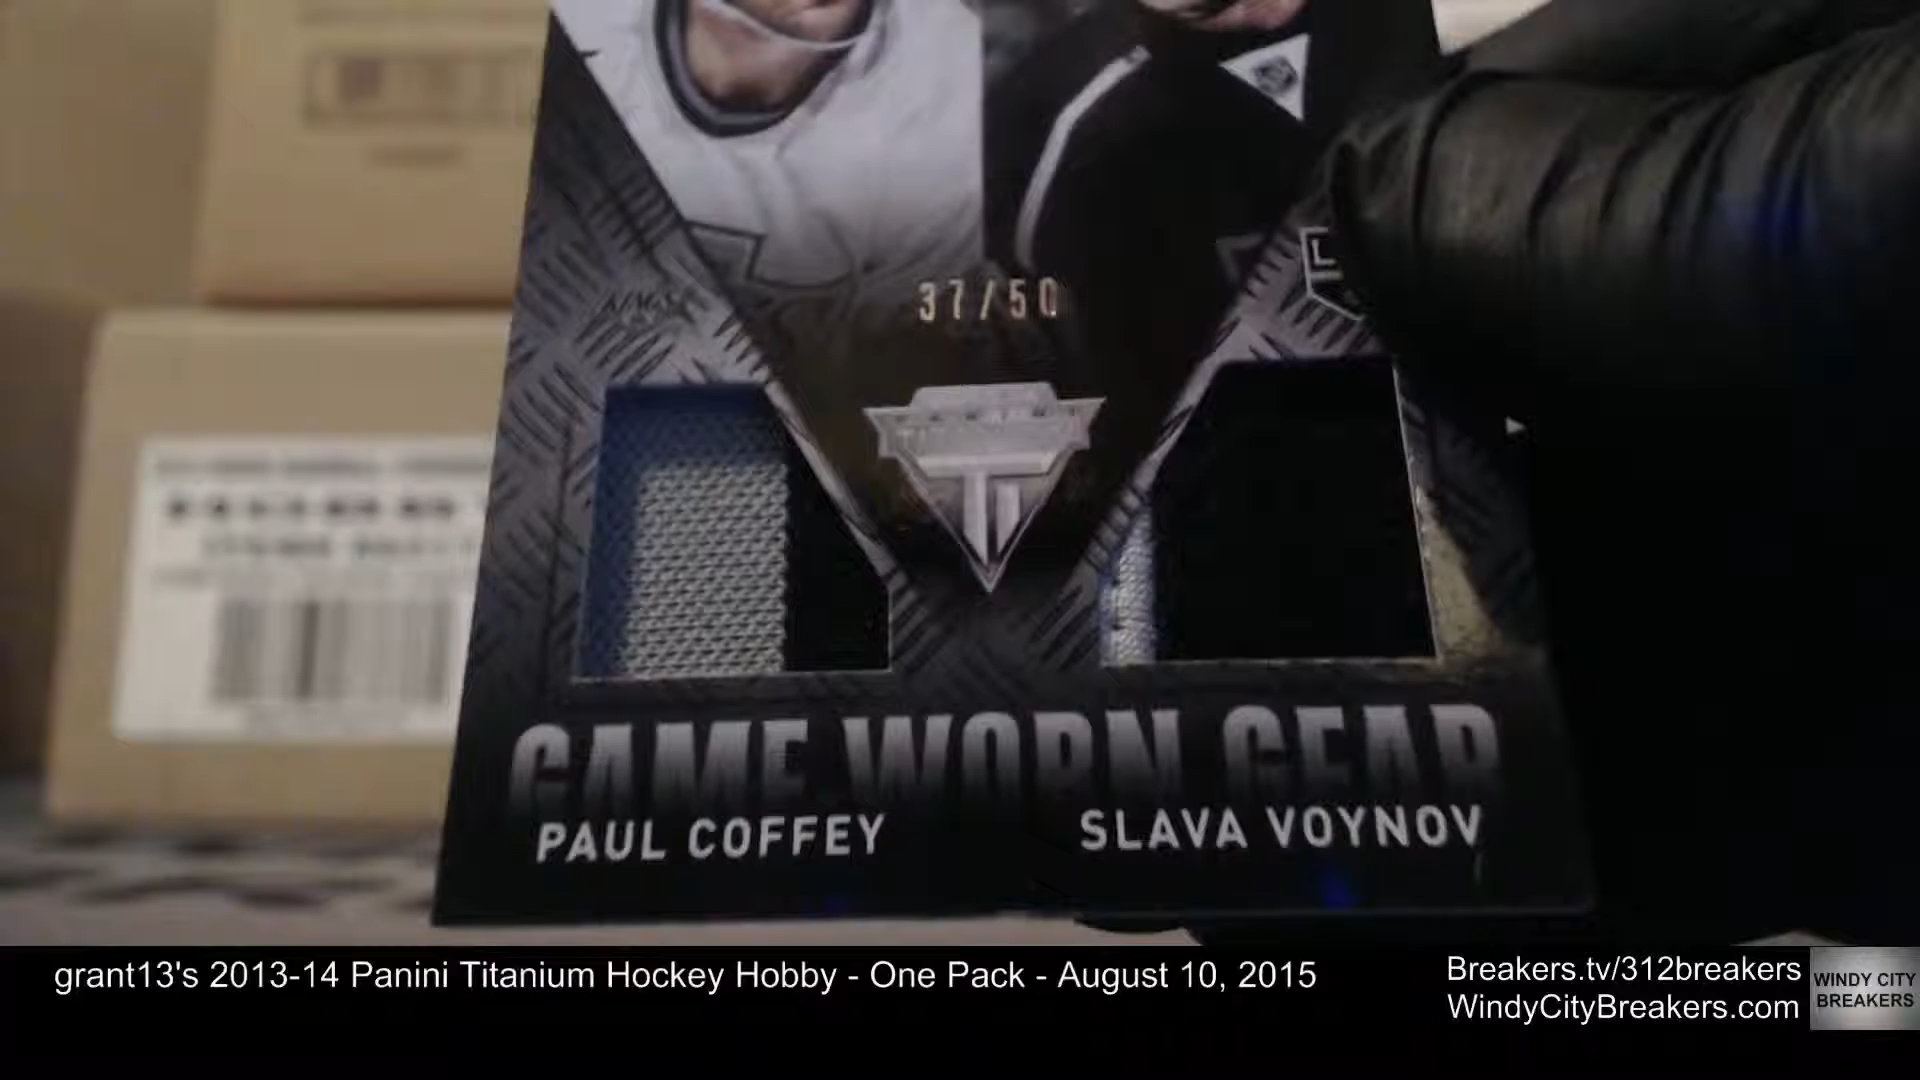 37/50
GAME WORN GEAR
PAUL COFFEY
SLAVA VOYNOV
grant13's 2013-14 Panini Titanium Hockey Hobby - One Pack - August 10, 2015
Breakers.tv/312breakers
WindyCityBreakers.com
WINDY CITY
BREAKERS